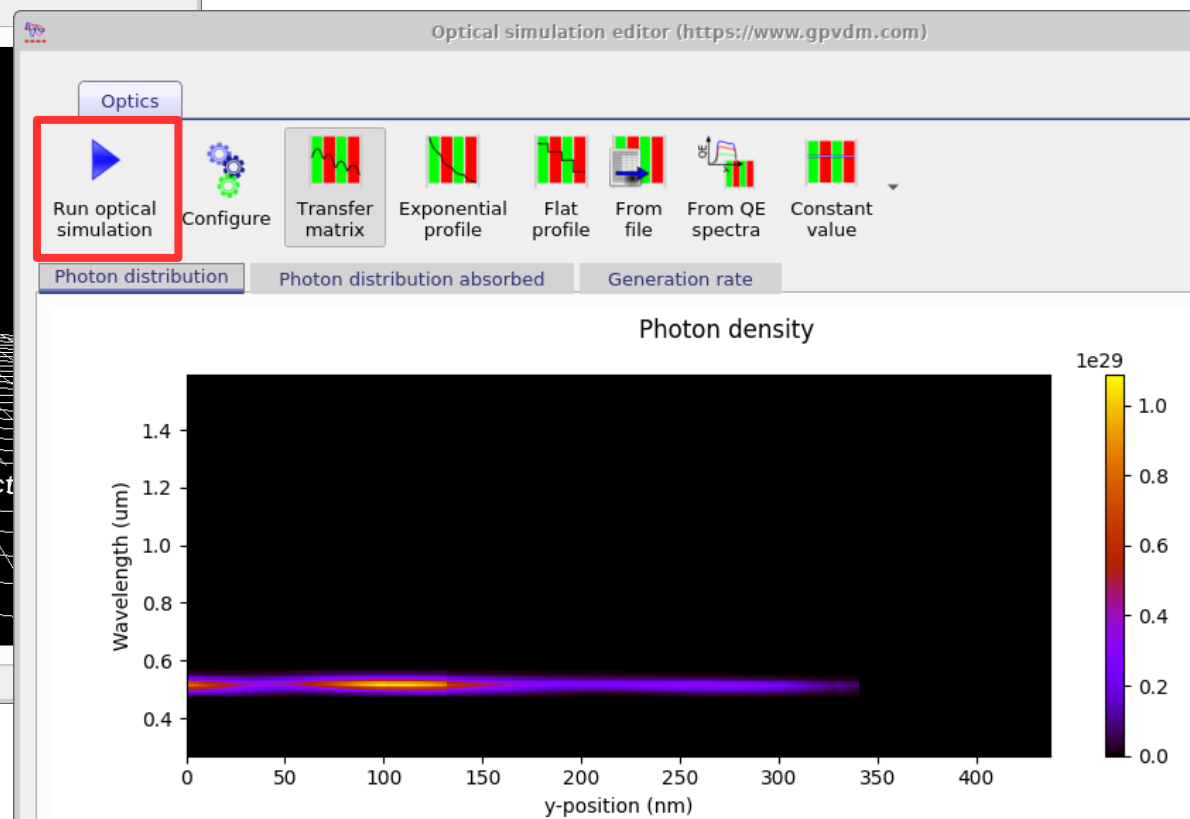 Optical simulation editor (https://www.gpvdm.com)
Optics
Run optical
simulation
Configure
Transfer
matrix
Exponential
profile
Flat
profile
From
file
QE
From QE
spectra
Constant
value
Photon distribution
Photon distribution absorbed
Generation rate
Photon density
1e29
1.4
1.2
1.0
0.8
0.6
0.4
Wavelength (um)
0
50
100
150
200
250
300
350
400
y-position (nm)
1.0
0.8
0.6
0.4
0.2
0.0
ct